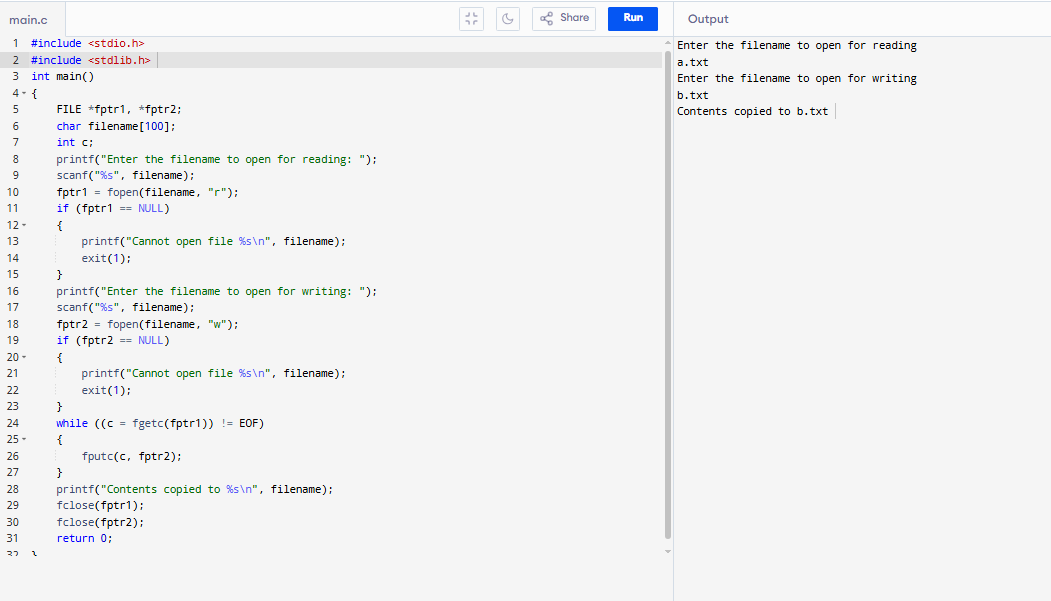 main.c
Share
Run
Output
1 #include <stdio.h>
2 #include <stdlib.h>
3 int main()
4 {
5 FILE *fptr1, *fptr2;
6 char filename[100];
7 int c;
8 printf("Enter the filename to open for reading: ");
9 scanf("%s", filename);
10 fptr1 = fopen(filename, "r");
11 if (fptr1 == NULL)
12 {
13 printf("Cannot open file %s\n", filename);
14 exit(1);
15 }
16 printf("Enter the filename to open for writing: ");
17 scanf("%s", filename);
18 fptr2 = fopen(filename, "w");
19 if (fptr2 == NULL)
20 {
21 printf("Cannot open file %s\n", filename);
22 exit(1);
23 }
24 while ((c = fgetc(fptr1)) != EOF)
25 {
26 fputc(c, fptr2);
27 }
28 printf("Contents copied to %s\n", filename);
29 fclose(fptr1);
30 fclose(fptr2);
31 return 0;
32 }
Enter the filename to open for reading
a.txt
Enter the filename to open for writing
b.txt
Contents copied to b.txt